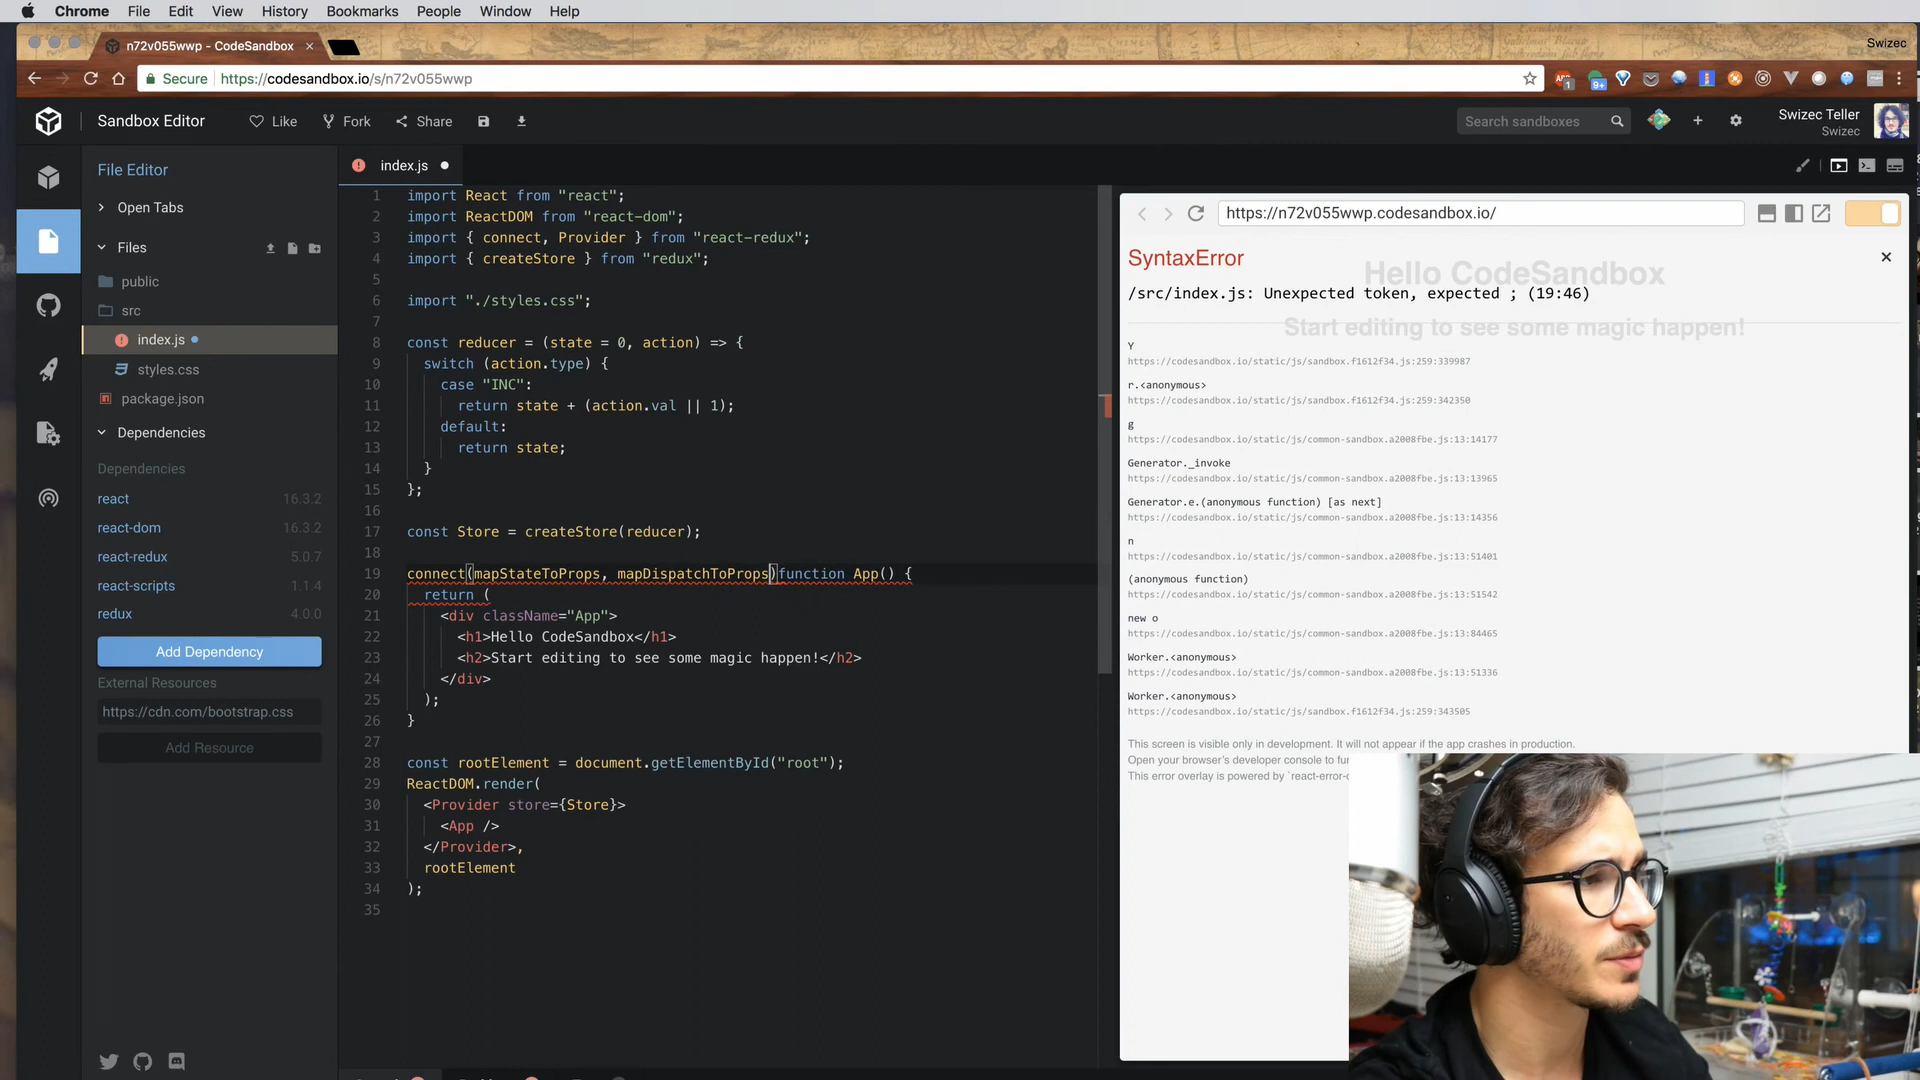 Chrome File Edit View History Bookmarks People Window Help
n72v055wwp - CodeSandbox
Swizec
Secure https://codesandbox.io/s/n72v055wwp
Sandbox Editor Like Fork Share Search sandboxes Swizec Teller
Swizec
File Editor
Open Tabs
Files
public
src
index.js
styles.css
package.json
Dependencies
Dependencies
react 16.3.2
react-dom 16.3.2
react-redux 5.0.7
react-scripts 1.1.4
redux 4.0.0
Add Dependency
External Resources
https://cdn.com/bootstrap.css
Add Resource
index.js
1 import React from "react";
2 import ReactDOM from "react-dom";
3 import { connect, Provider } from "react-redux";
4 import { createStore } from "redux";
5
6 import "./styles.css";
7
8 const reducer = (state = 0, action) => {
9 switch (action.type) {
10 case "INC":
11 return state + (action.val || 1);
12 default:
13 return state;
14 }
15 };
16
17 const Store = createStore(reducer);
18
19 connect(mapStateToProps, mapDispatchToProps)function App() {
20 return (
21 <div className="App">
22 <h1>Hello CodeSandbox</h1>
23 <h2>Start editing to see some magic happen!</h2>
24 </div>
25 );
26 }
27
28 const rootElement = document.getElementById("root");
29 ReactDOM.render(
30 <Provider store={Store}>
31 <App />
32 </Provider>,
33 rootElement
34 );
35
https://n72v055wwp.codesandbox.io/
SyntaxError
Hello CodeSandbox
/src/index.js: Unexpected token, expected ; (19:46)
Start editing to see some magic happen!
Y
https://codesandbox.io/static/js/sandbox.f1612f34.js:259:339987
r.<anonymous>
https://codesandbox.io/static/js/sandbox.f1612f34.js:259:342350
g
https://codesandbox.io/static/js/common-sandbox.a2008fbe.js:13:14177
Generator._invoke
https://codesandbox.io/static/js/common-sandbox.a2008fbe.js:13:13965
Generator.e.(anonymous function) [as next]
https://codesandbox.io/static/js/common-sandbox.a2008fbe.js:13:14356
n
https://codesandbox.io/static/js/common-sandbox.a2008fbe.js:13:51401
(anonymous function)
https://codesandbox.io/static/js/common-sandbox.a2008fbe.js:13:51542
new o
https://codesandbox.io/static/js/common-sandbox.a2008fbe.js:13:84465
Worker.<anonymous>
https://codesandbox.io/static/js/common-sandbox.a2008fbe.js:13:51336
Worker.<anonymous>
https://codesandbox.io/static/js/sandbox.f1612f34.js:259:343505
This screen is visible only in development. It will not appear if the app crashes in production.
Open your browser's developer console to fur
This error overlay is powered by `react-error-o